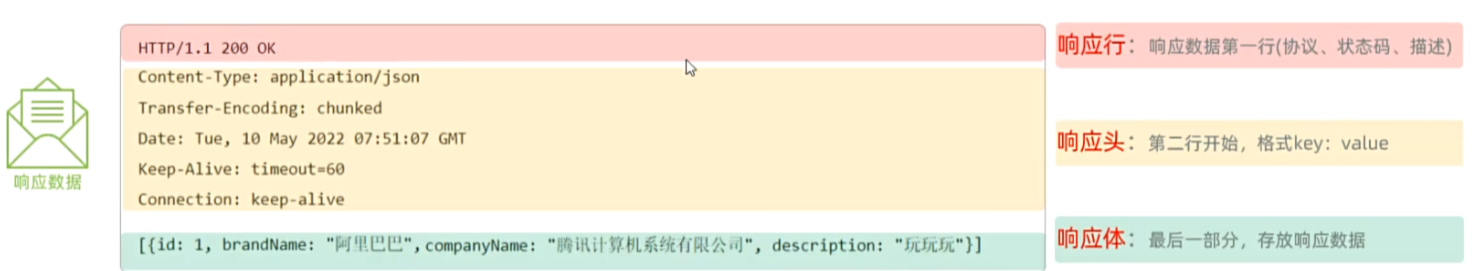 HTTP/1.1 200 OK
响应行：响应数据第一行(协议、状态码、描述)
Content-Type: application/json
Transfer-Encoding: chunked
Date: Tue, 10 May 2022 07:51:07 GMT
响应头：第二行开始，格式key：value
Keep-Alive: timeout=60
响应数据
Connection: keep-alive
[{id: 1, brandName: "阿里巴巴",companyName: "腾讯计算机系统有限公司", description: "玩玩玩"}]
响应体：最后一部分，存放响应数据